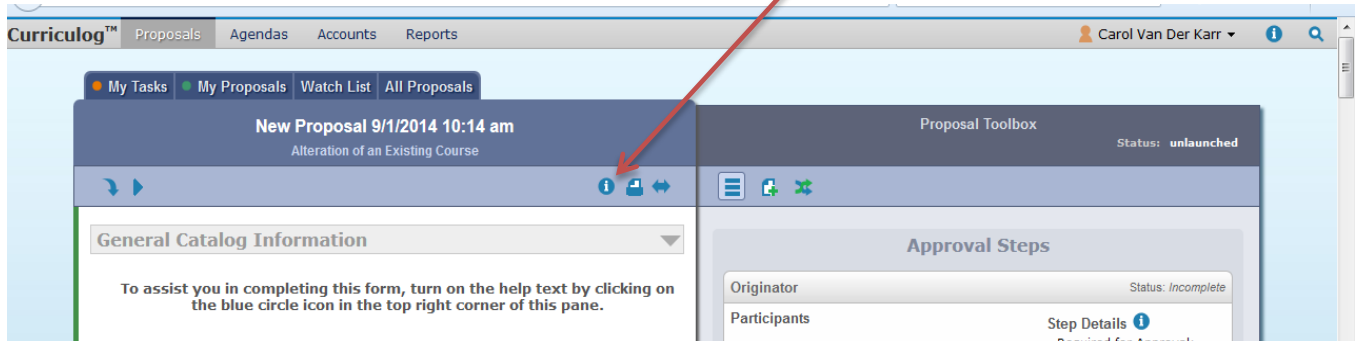 Curriculog™ Proposals Agendas Accounts Reports Carol Van Der Karr
My Tasks My Proposals Watch List All Proposals
New Proposal 9/1/2014 10:14 am
Alteration of an Existing Course
Proposal Toolbox
Status: unlaunched
General Catalog Information
To assist you in completing this form, turn on the help text by clicking on
the blue circle icon in the top right corner of this pane.
Approval Steps
Originator Status: Incomplete
Participants Step Details
Required for Approval: